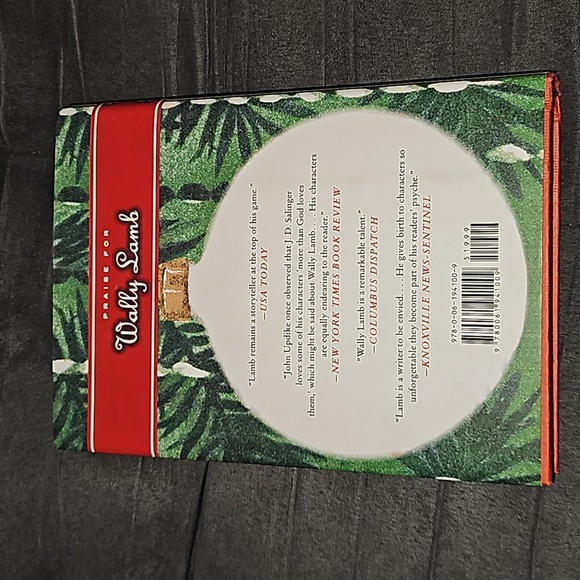 PRAISE FOR
Wally Lamb
"Lamb remains a storyteller at the top of his game."
—USA TODAY
"John Updike once observed that J. D. Salinger
loves some of his characters 'more than God loves
them,' which might be said about Wally Lamb. . . . His characters
are equally endearing to the reader."
—NEW YORK TIMES BOOK REVIEW
"Wally Lamb is a remarkable talent."
—COLUMBUS DISPATCH
"Lamb is a writer to be envied. . . . He gives birth to characters so
unforgettable they become part of his readers' psyche."
—KNOXVILLE NEWS-SENTINEL
51999
978-0-06-194100-9
9 780061 941009